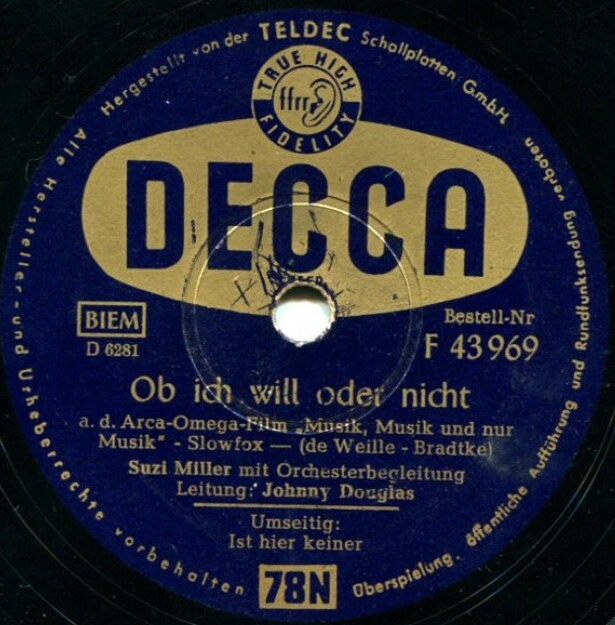 Alle Hersteller- und Urheberrechte vorbehalten
Hergestellt von der TELDEC Schallplatten G.m.b.H.
Überspielung, öffentliche Aufführung und Rundfunksendung verboten
TRUE HIGH
ffrr
FIDELITY
DECCA
BIEM
D 6281
Bestell-Nr
F 43969
Ob ich will oder nicht
a. d. Arca-Omega-Film „Musik, Musik und nur
Musik" - Slowfox — (de Weille - Bradtke)
Suzi Miller mit Orchesterbegleitung
Leitung: Johnny Douglas
Umseitig:
Ist hier keiner
78N